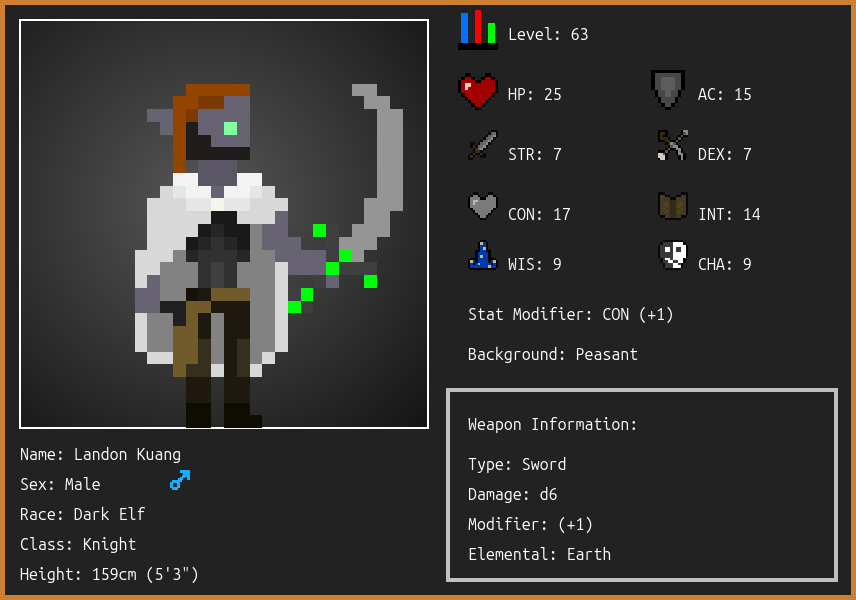 Level: 63
HP: 25
AC: 15
STR: 7
DEX: 7
CON: 17
INT: 14
WIS: 9
CHA: 9
Stat Modifier: CON (+1)
Background: Peasant
Weapon Information:
Type: Sword
Damage: d6
Modifier: (+1)
Elemental: Earth
Name: Landon Kuang
Sex: Male
Race: Dark Elf
Class: Knight
Height: 159cm (5'3")